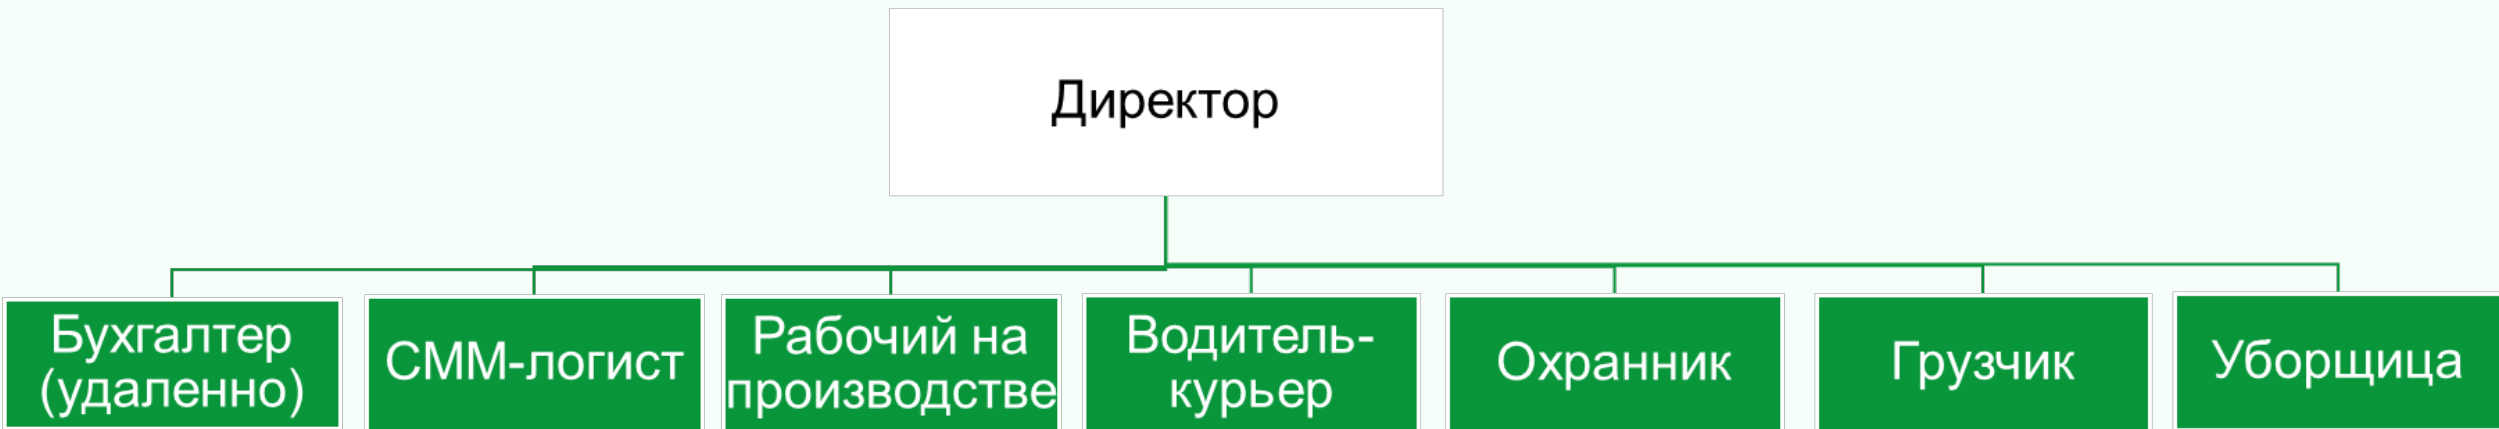 Директор
Бухгалтер
(удаленно)
СММ-логист
Рабочий на
производстве
Водитель-
курьер
Охранник
Грузчик
Уборщица